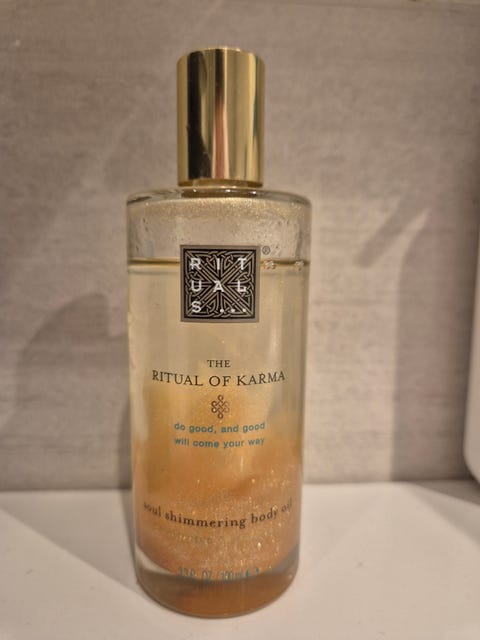 RIT
UAL
S...
®
THE
RITUAL OF KARMA
do good, and good
will come your way
soul shimmering body oil